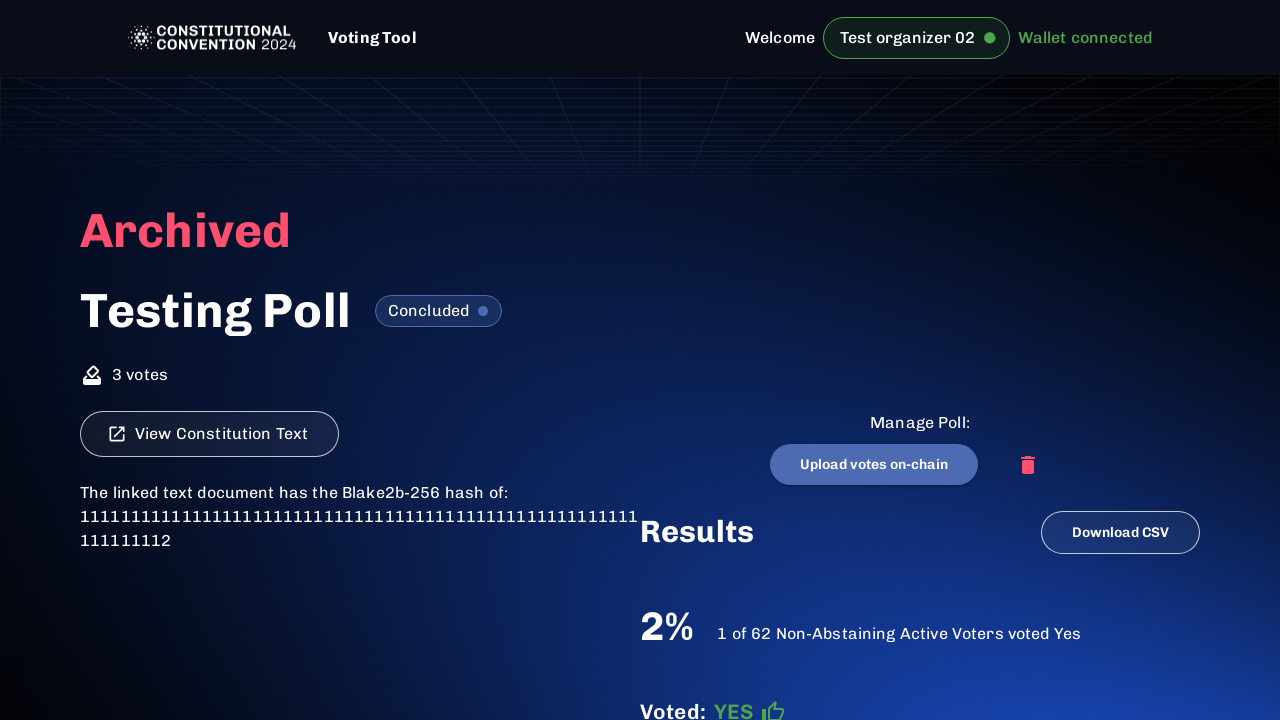 CONSTITUTIONAL
CONVENTION 2024
Voting Tool
Welcome
Test organizer 02
Wallet connected
Archived
Testing Poll
Concluded
3 votes
View Constitution Text
Manage Poll:
Upload votes on-chain
The linked text document has the Blake2b-256 hash of:
1111111111111111111111111111111111111111111111111111111
111111112
Results
Download CSV
2%
1 of 62 Non-Abstaining Active Voters voted Yes
Voted: YES